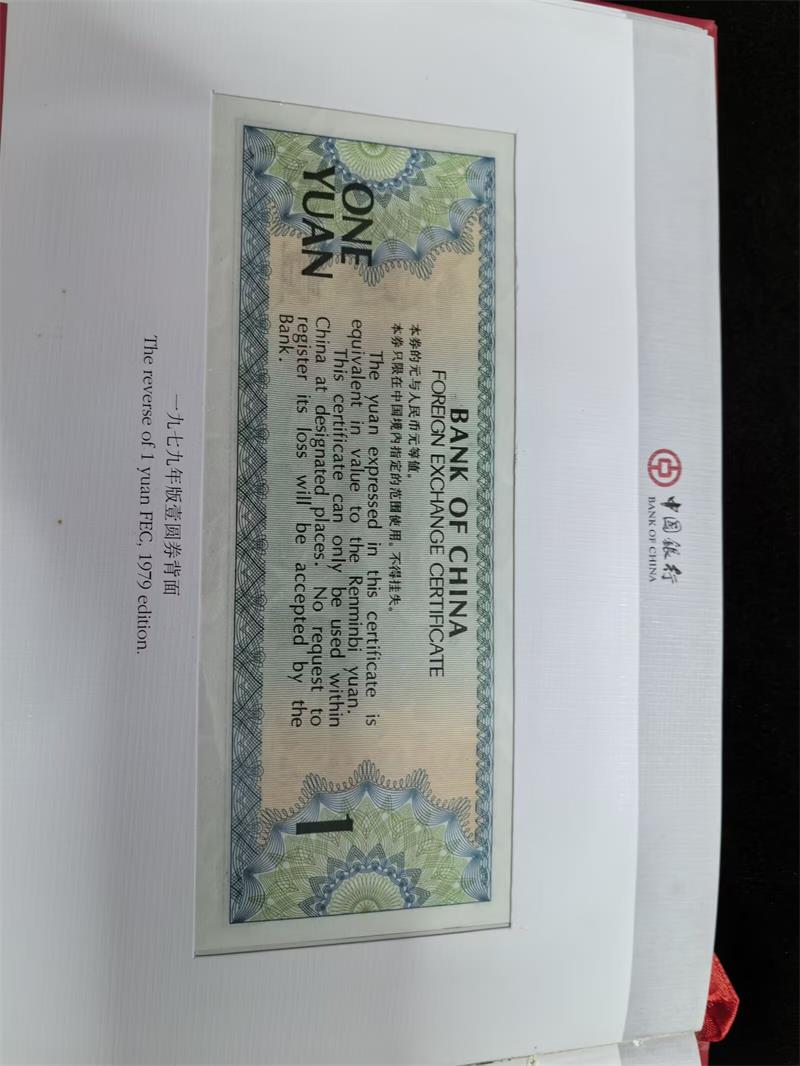 中国银行
BANK OF CHINA
BANK OF CHINA
FOREIGN EXCHANGE CERTIFICATE
本券的元与人民币元等值。
本券只限在中国境内指定的范围使用。不得挂失。
ONE
YUAN
The yuan expressed in this certificate is
equivalent in value to the Renminbi yuan.
This certificate can only be used within
China at designated places. No request to
register its loss will be accepted by the
Bank.
1
一九七九年版壹圆券背面
The reverse of 1 yuan FEC, 1979 edition.